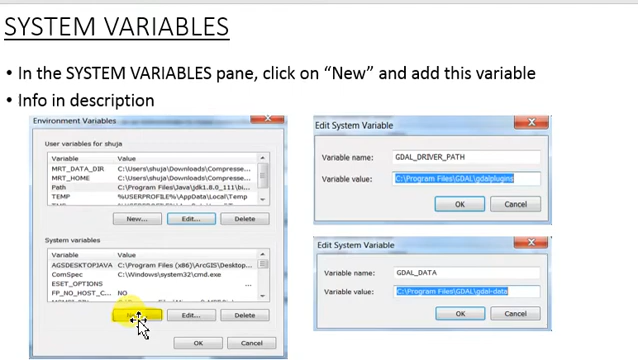 SYSTEM VARIABLES
• In the SYSTEM VARIABLES pane, click on “New” and add this variable
• Info in description
Environment Variables
User variables for shuja
Variable Value
MRT_DATA_DIR C:\Users\shuja\Downloads\Compresse...
MRT_HOME C:\Users\shuja\Downloads\Compresse...
Path C:\Program Files\Java\jdk1.8.0_111\bi...
TEMP %USERPROFILE%\AppData\Local\Temp
New... Edit... Delete
System variables
Variable Value
AGSDESKTOPJAVA C:\Program Files (x86)\ArcGIS\Desktop...
ComSpec C:\Windows\system32\cmd.exe
ESET_OPTIONS ...
FP_NO_HOST_C... NO
Edit... Delete
OK Cancel
Edit System Variable
Variable name: GDAL_DRIVER_PATH
Variable value: C:\Program Files\GDAL\gdalplugins
OK Cancel
Edit System Variable
Variable name: GDAL_DATA
Variable value: C:\Program Files\GDAL\gdal-data
OK Cancel